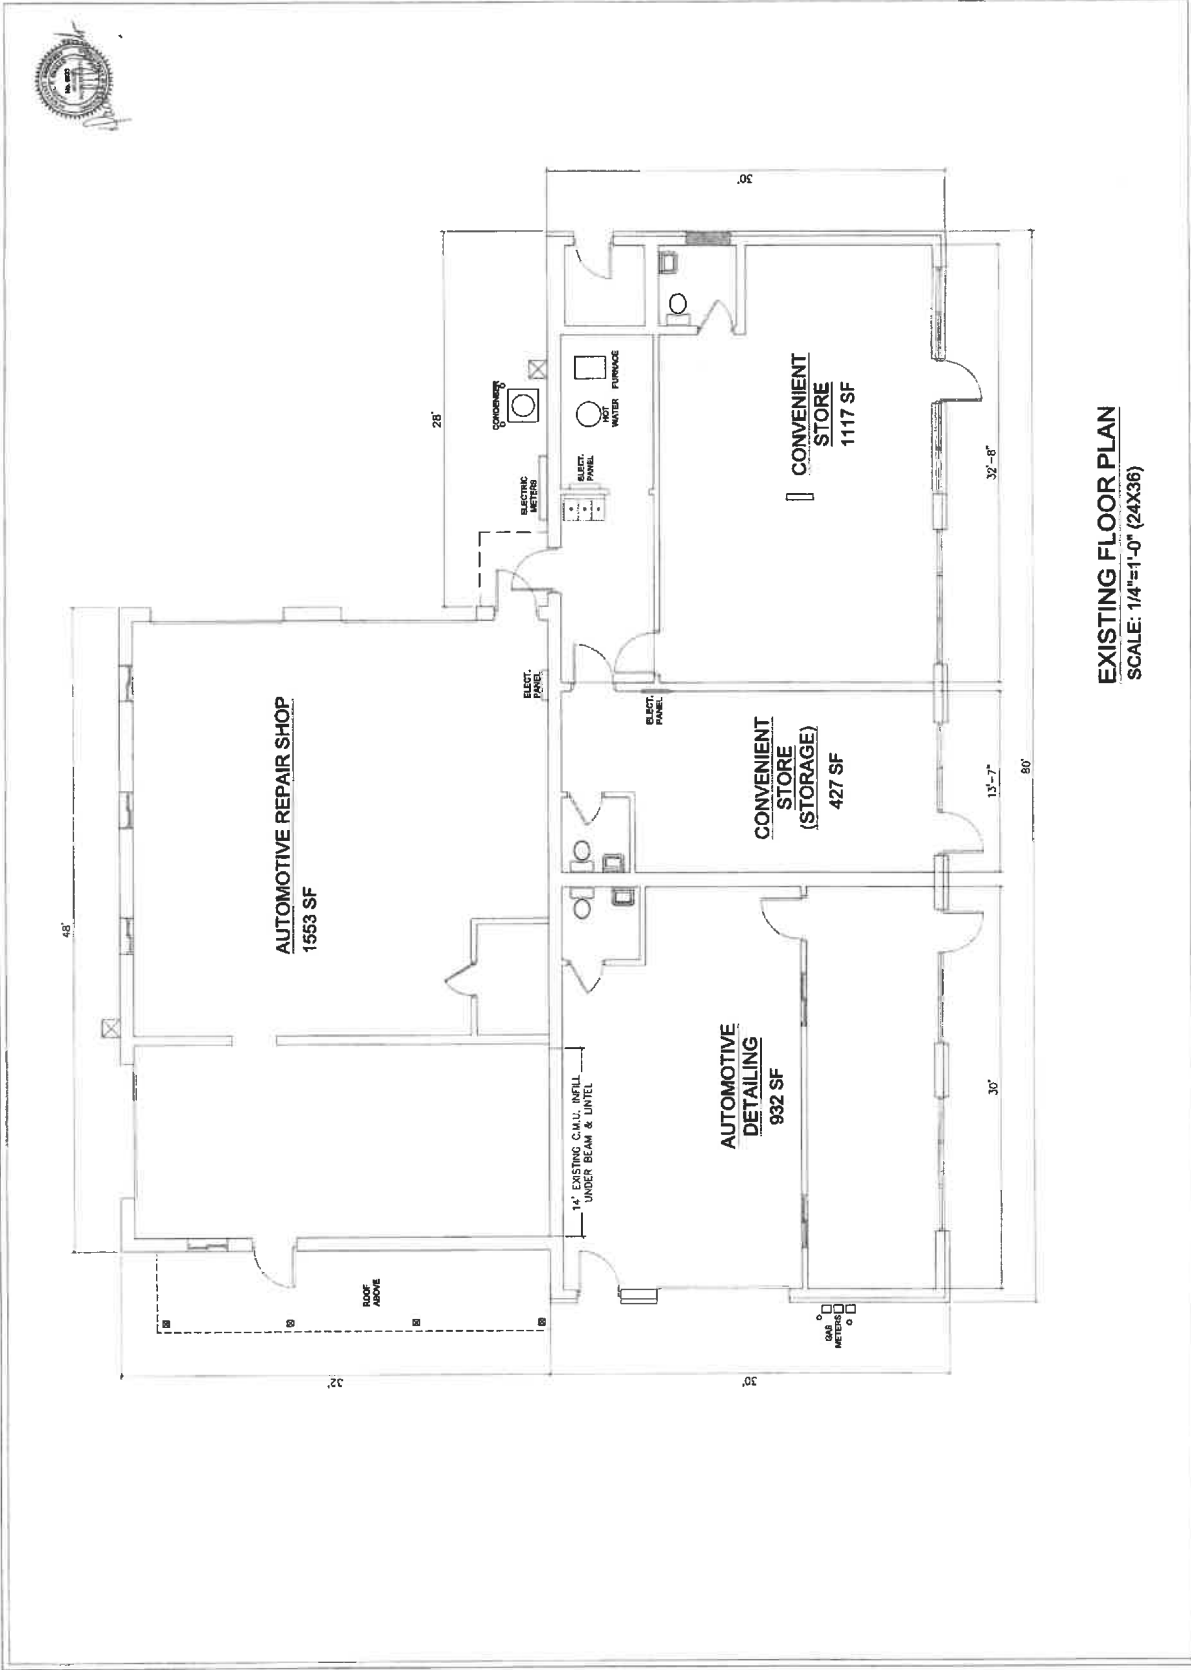 No. 6923
48'
28'
30'
AUTOMOTIVE REPAIR SHOP
1553 SF
CONDENSER
ELECTRIC
METERS
ELECT.
PANEL
ELECT.
PANEL
HOT
WATER
FURNACE
ROOF
ABOVE
14' EXISTING C.M.U. INFILL
UNDER BEAM & LINTEL
ELECT.
PANEL
AUTOMOTIVE
DETAILING
932 SF
CONVENIENT
STORE
(STORAGE)
427 SF
CONVENIENT
STORE
1117 SF
GAS
METERS
32'
30'
30'
13'-7"
32'-8"
80'
EXISTING FLOOR PLAN
SCALE: 1/4"=1'-0" (24X36)